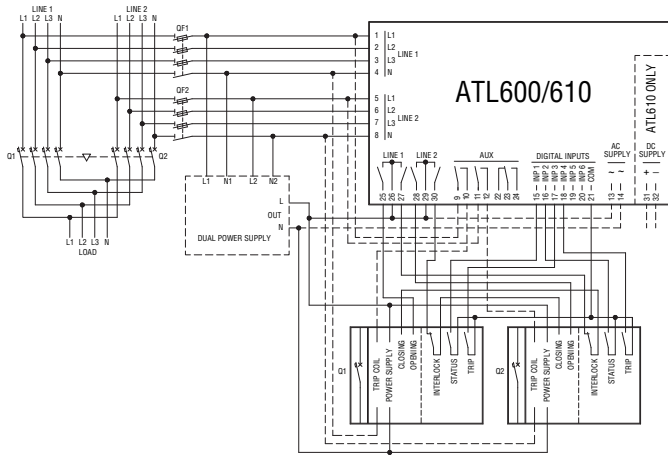 LINE 1 LINE 2
L1 L2 L3 N L1 L2 L3 N
QF1
1 L1
2 L2
3 L3
4 N
LINE 1
QF2
5 L1
6 L2
7 L3
8 N
LINE 2
ATL600/610
ATL610 ONLY
LINE 1 LINE 2 AUX DIGITAL INPUTS AC SUPPLY DC SUPPLY
INP 1 INP 2 INP 3 INP 4 INP 5 INP 6 COM ~ ~ + –
25 26 27 28 29 30 9 10 11 12 22 23 24 15 16 17 18 19 20 21 13 14 31 32
Q1 Q2
L1 L2 L3 N
LOAD
L1 N1 L2 N2
L
OUT
N
DUAL POWER SUPPLY
Q1
TRIP COIL
POWER SUPPLY
CLOSING
OPENING
INTERLOCK
STATUS
TRIP
Q2
TRIP COIL
POWER SUPPLY
CLOSING
OPENING
INTERLOCK
STATUS
TRIP